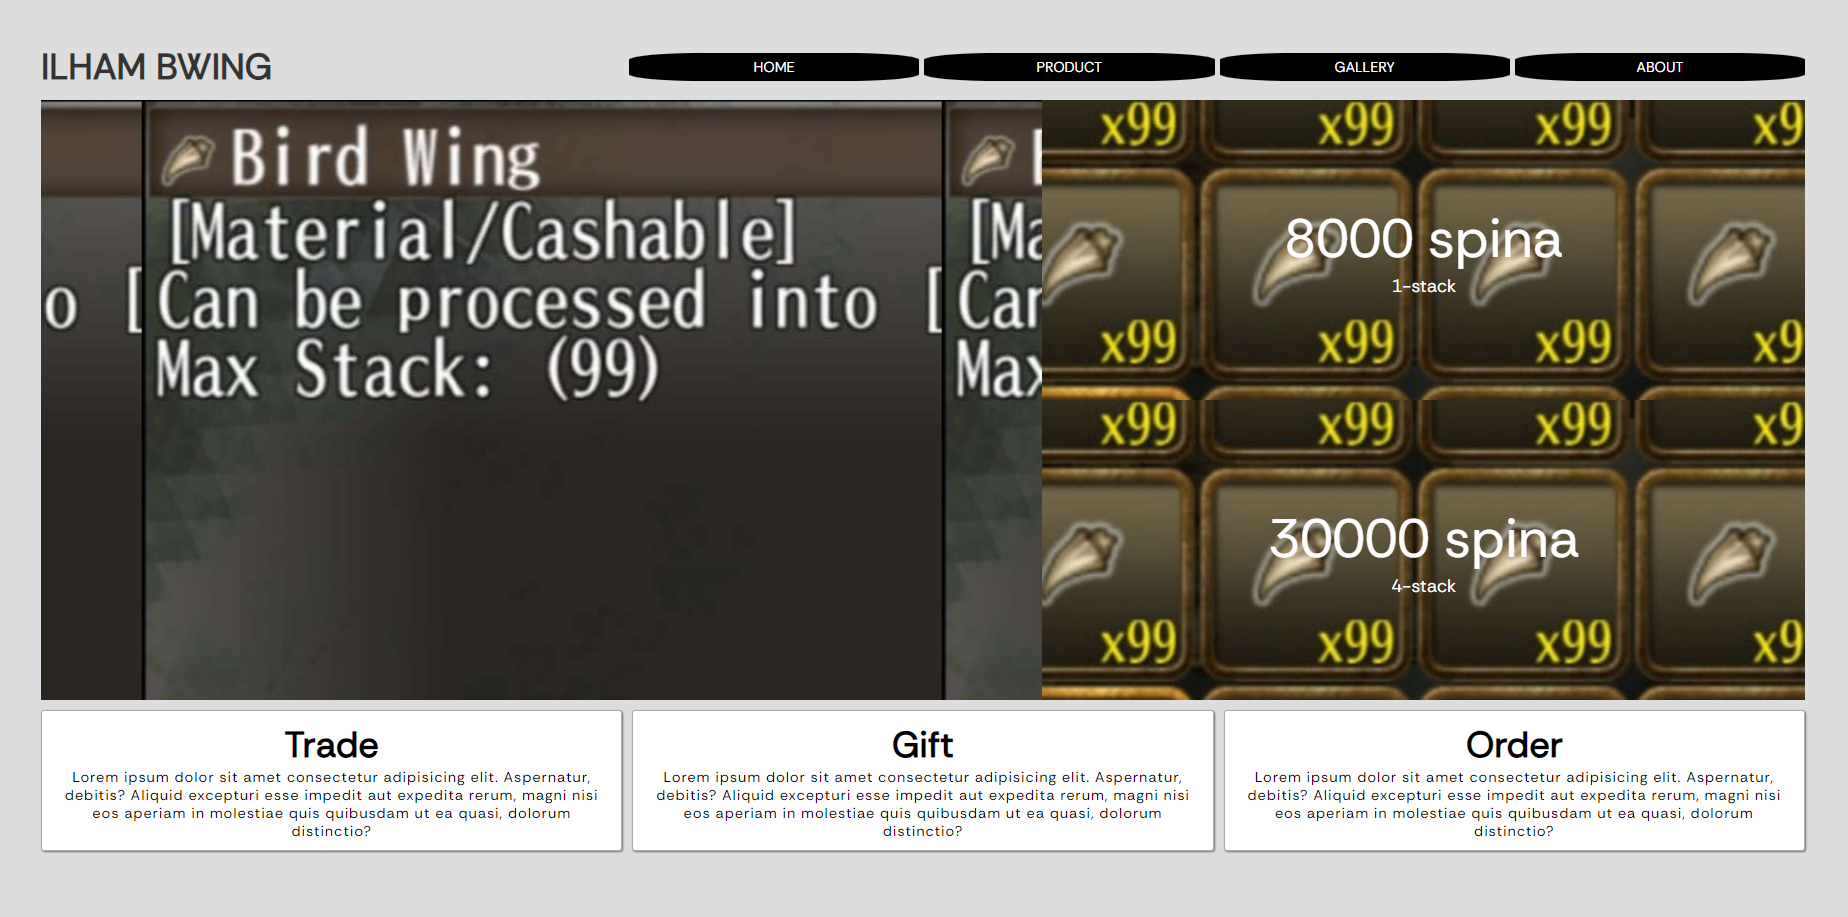 ILHAM BWING
HOME
PRODUCT
GALLERY
ABOUT
Bird Wing
[Material/Cashable]
o [Can be processed into [Can
Max Stack: (99)
[Ma
Max
x99 x99 x99 x9
8000 spina
1-stack
x99 x99 x99 x9
x99 x99 x99 x9
30000 spina
4-stack
x99 x99 x99 x9
Trade
Lorem ipsum dolor sit amet consectetur adipisicing elit. Aspernatur,
debitis? Aliquid excepturi esse impedit aut expedita rerum, magni nisi
eos aperiam in molestiae quis quibusdam ut ea quasi, dolorum
distinctio?
Gift
Lorem ipsum dolor sit amet consectetur adipisicing elit. Aspernatur,
debitis? Aliquid excepturi esse impedit aut expedita rerum, magni nisi
eos aperiam in molestiae quis quibusdam ut ea quasi, dolorum
distinctio?
Order
Lorem ipsum dolor sit amet consectetur adipisicing elit. Aspernatur,
debitis? Aliquid excepturi esse impedit aut expedita rerum, magni nisi
eos aperiam in molestiae quis quibusdam ut ea quasi, dolorum
distinctio?